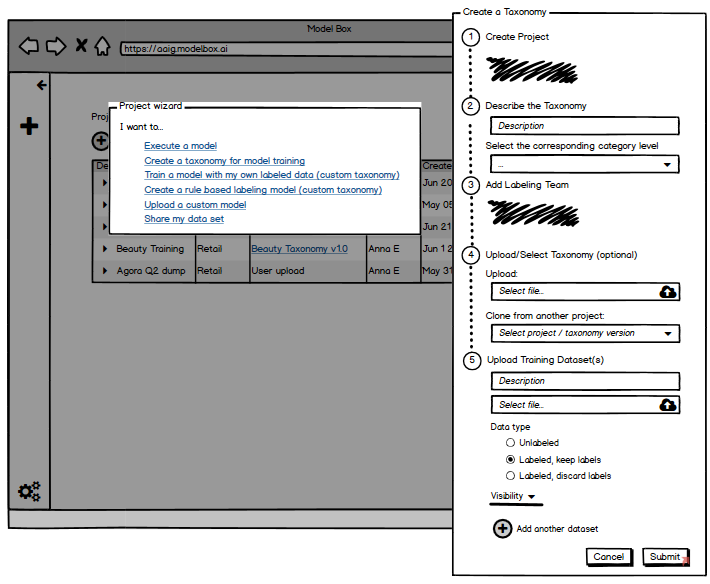 Model Box
https://aaig.modelbox.ai
Project wizard
I want to...
Execute a model
Create a taxonomy for model training
Train a model with my own labeled data (custom taxonomy)
Create a rule based labeling model (custom taxonomy)
Upload a custom model
Share my data set
Proj
De
Create
Jun 20
May 05
Jun 21
Beauty Training Retail Beauty Taxonomy v1.0 Anna E Jun 1 2
Agora Q2 dump Retail User upload Anna E May 31
Create a Taxonomy
1 Create Project
2 Describe the Taxonomy
Description
Select the corresponding category level
...
3 Add Labeling Team
4 Upload/Select Taxonomy (optional)
Upload:
Select file...
Clone from another project:
Select project / taxonomy version
5 Upload Training Dataset(s)
Description
Select file...
Data type
Unlabeled
Labeled, keep labels
Labeled, discard labels
Visibility
Add another dataset
Cancel Submit